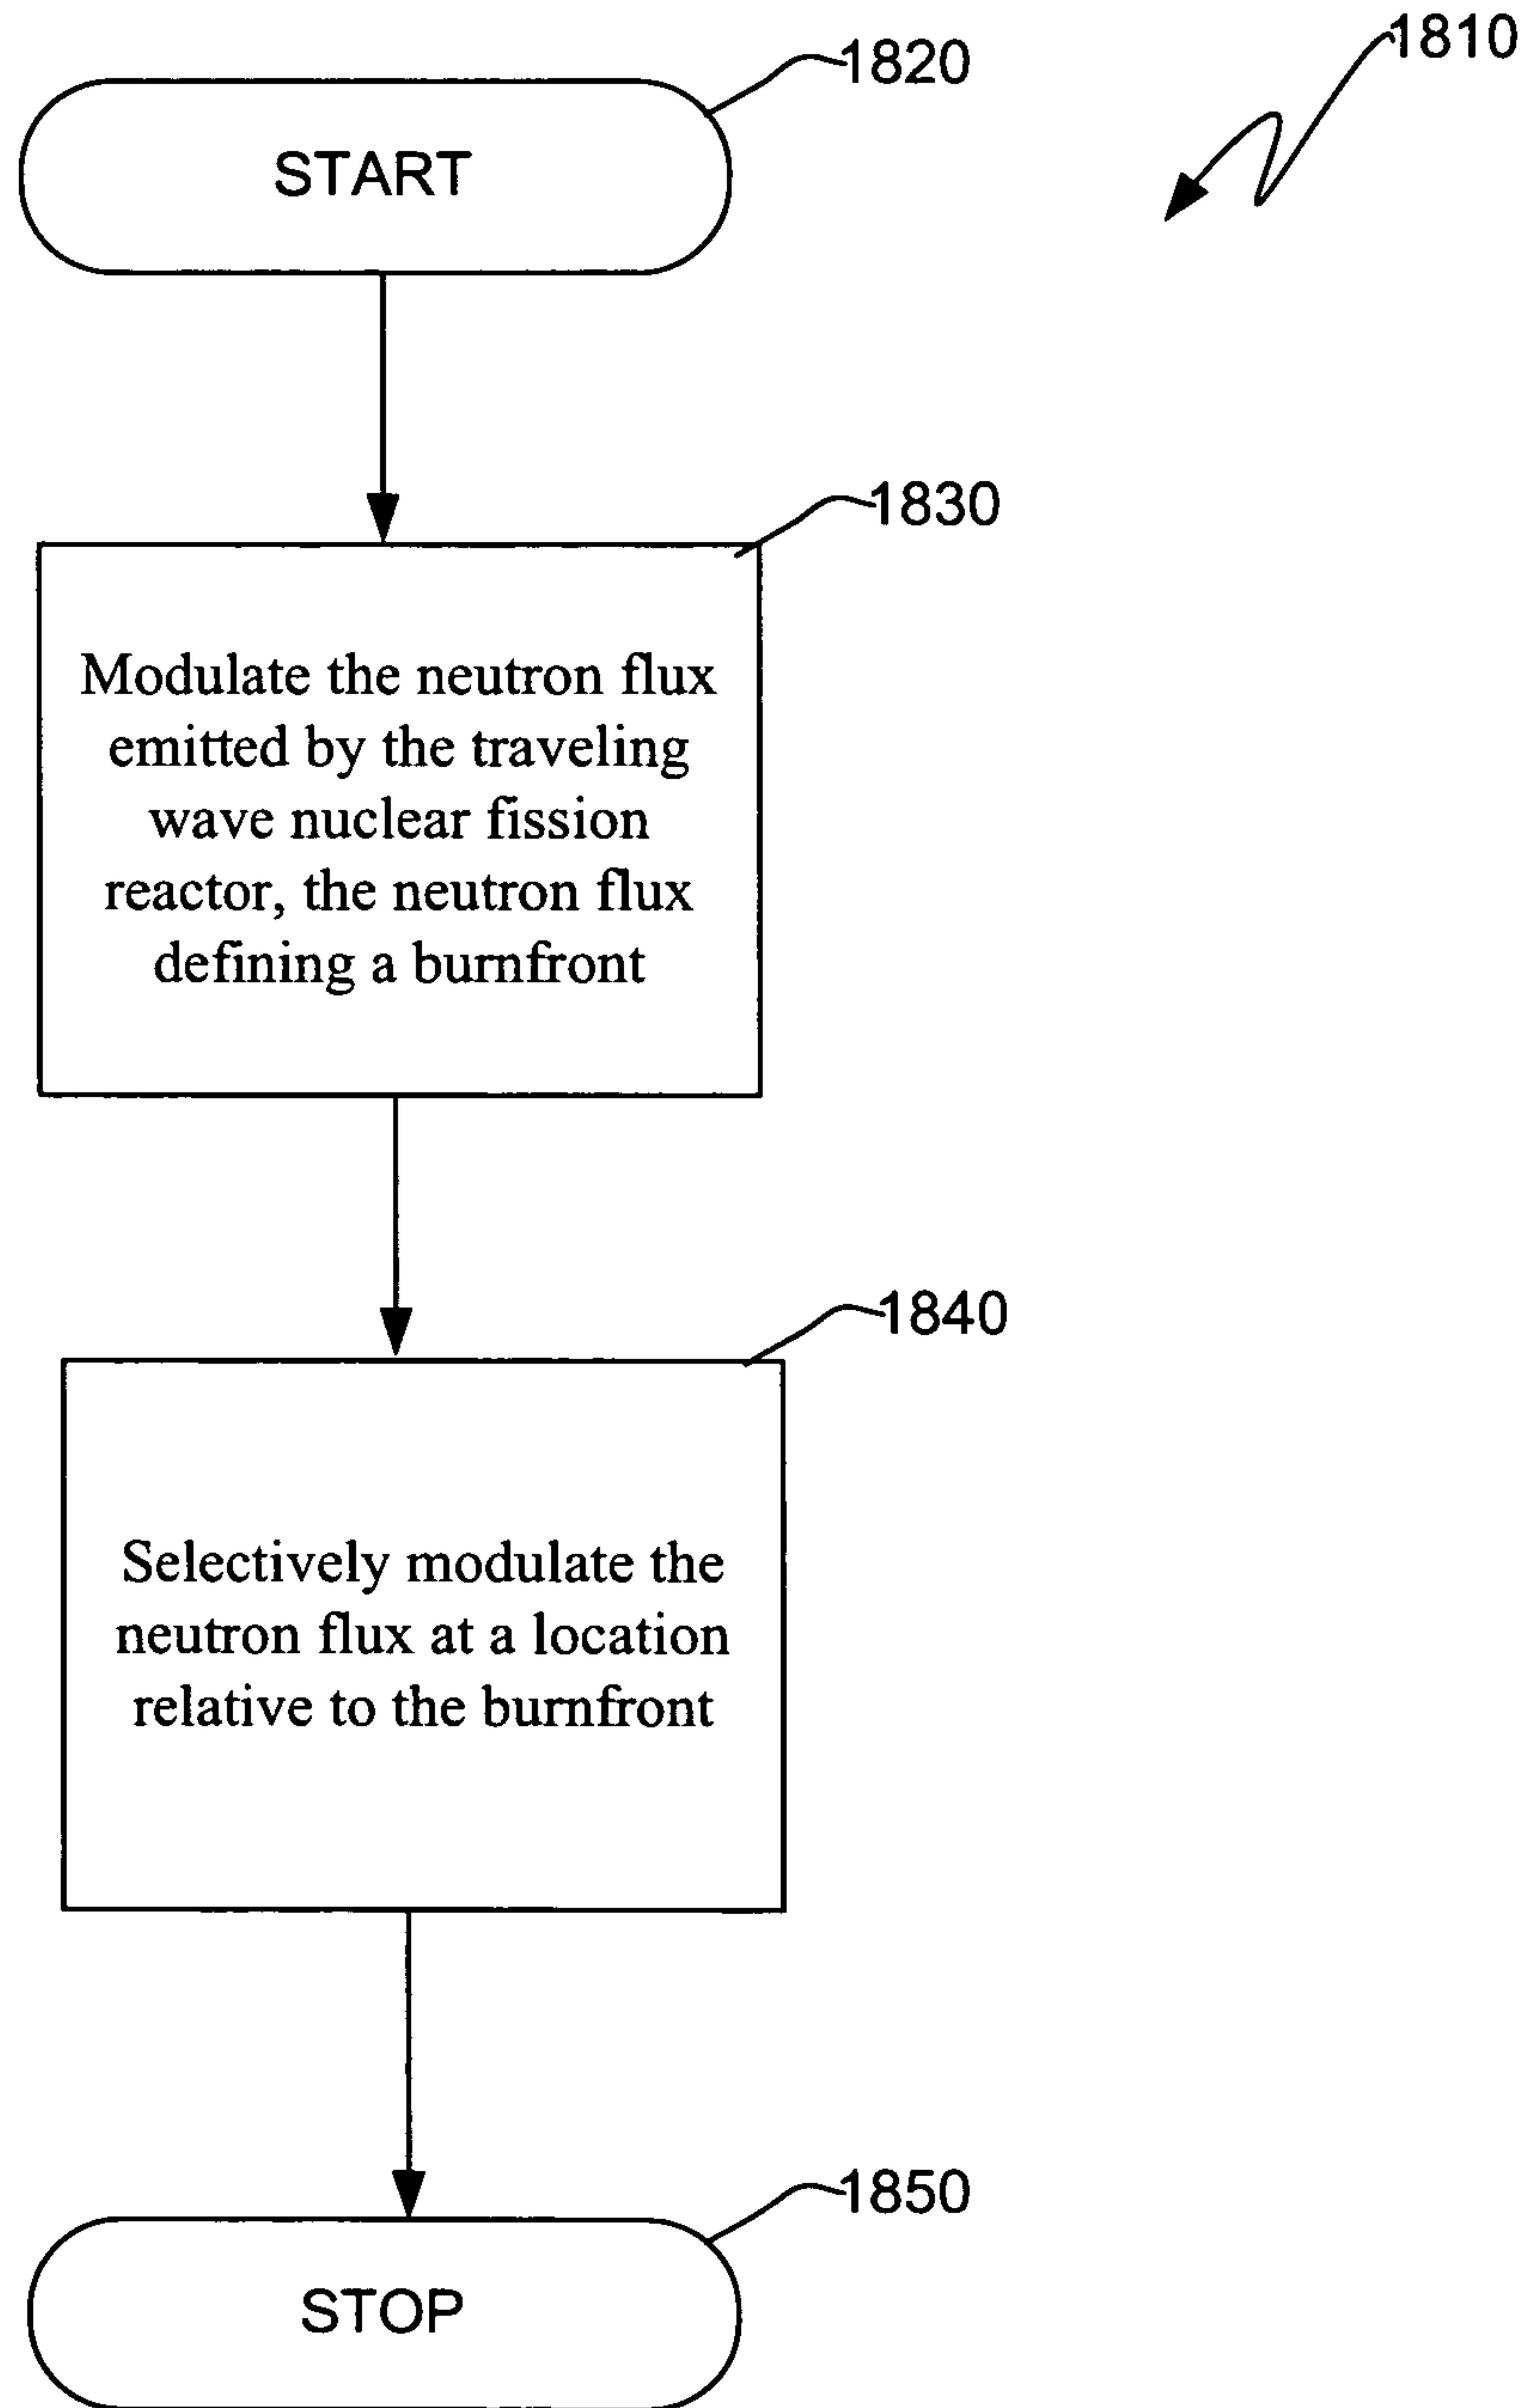 1810
1820
START
1830
Modulate the neutron flux
emitted by the traveling
wave nuclear fission
reactor, the neutron flux
defining a burnfront
1840
Selectively modulate the
neutron flux at a location
relative to the burnfront
1850
STOP